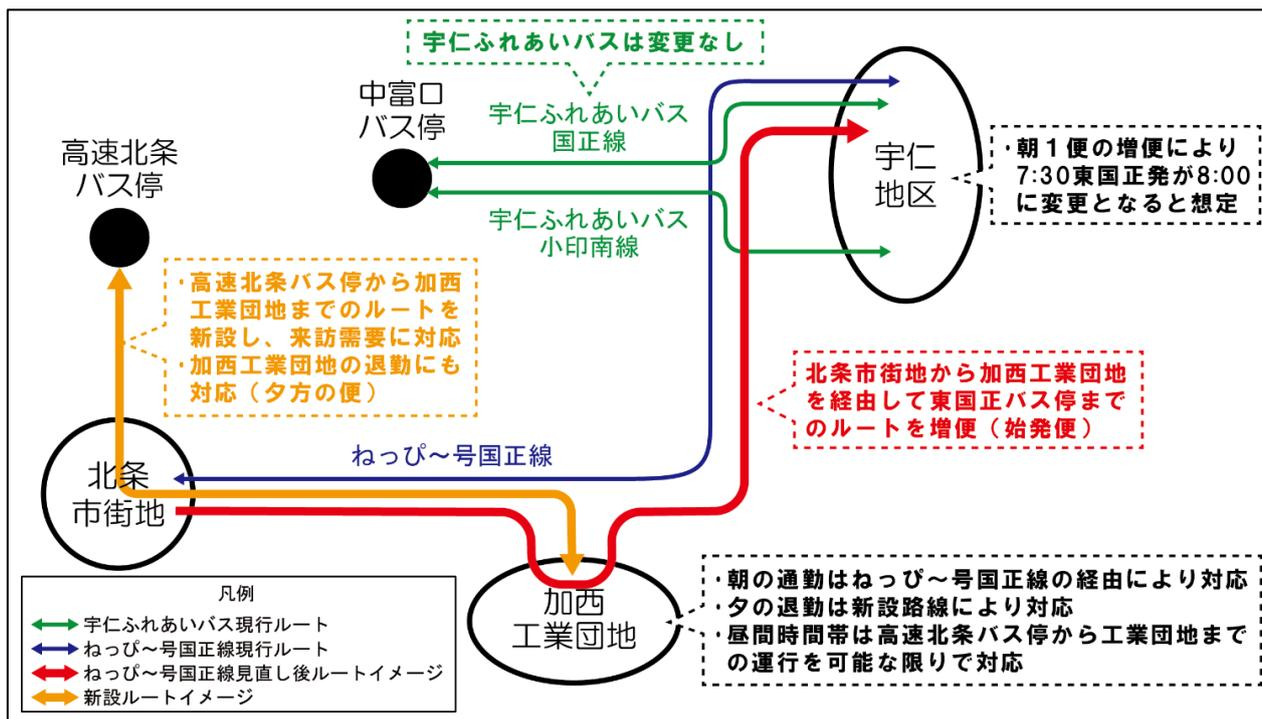 宇仁ふれあいバスは変更なし
中富口
バス停
宇仁ふれあいバス
国正線
高速北条
バス停
宇仁
地区
・朝1便の増便により
7:30東国正発が8:00
に変更となると想定
宇仁ふれあいバス
小印南線
・高速北条バス停から加西
工業団地までのルートを
新設し、来訪需要に対応
・加西工業団地の退勤にも
対応（夕方の便）
北条市街地から加西工業団地
を経由して東国正バス停まで
のルートを増便（始発便）
ねっぴ～号国正線
北条
市街地
加西
工業団地
・朝の通勤はねっぴ～号国正線の経由により対応
・夕の退勤は新設路線により対応
・昼間時間帯は高速北条バス停から工業団地まで
の運行を可能な限りで対応
凡例
宇仁ふれあいバス現行ルート
ねっぴ～号国正線現行ルート
ねっぴ～号国正線見直し後ルートイメージ
新設ルートイメージ